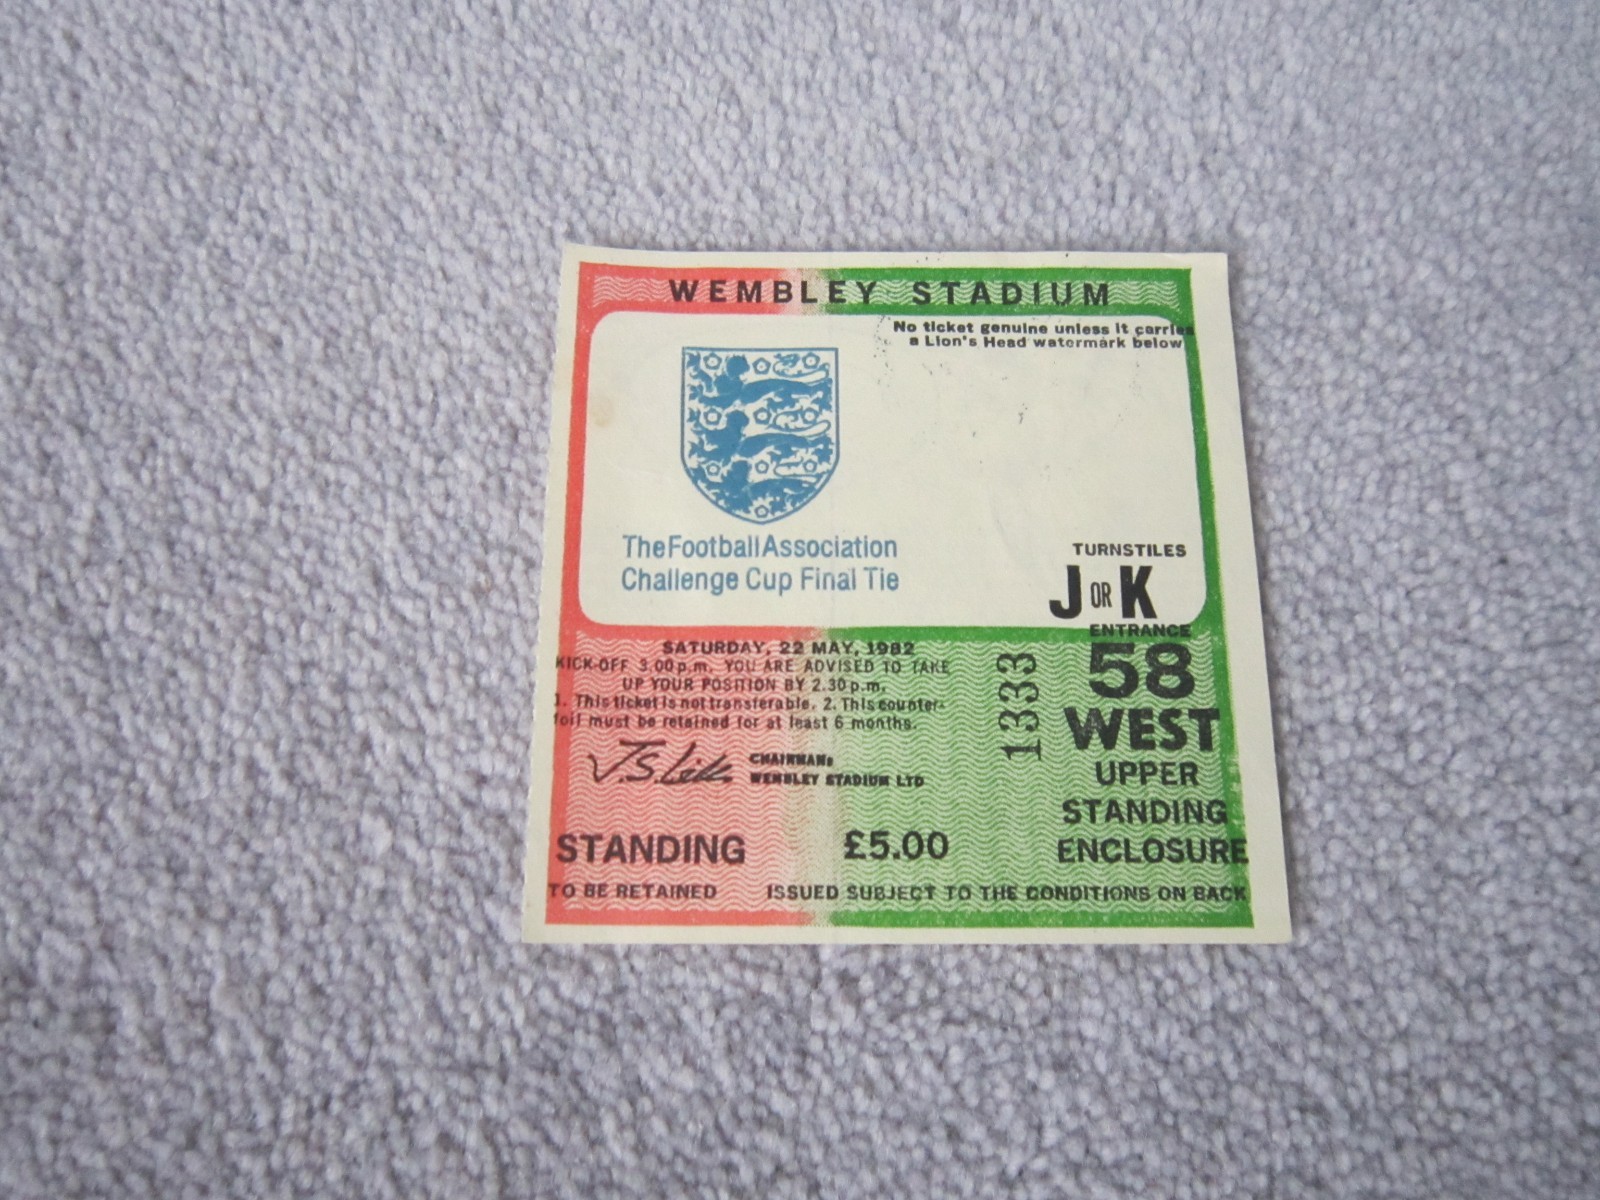 WEMBLEY STADIUM
No ticket genuine unless it carries
a Lion's Head watermark below
The Football Association
Challenge Cup Final Tie
TURNSTILES
J OR K
ENTRANCE
58
WEST
UPPER
STANDING
ENCLOSURE
SATURDAY, 22 MAY, 1982
KICK-OFF 3.00 p.m. YOU ARE ADVISED TO TAKE
UP YOUR POSITION BY 2.30 p.m.
1. This ticket is not transferable. 2. This counter-
foil must be retained for at least 6 months.
1333
CHAIRMAN:
WEMBLEY STADIUM LTD
STANDING £5.00
TO BE RETAINED ISSUED SUBJECT TO THE CONDITIONS ON BACK